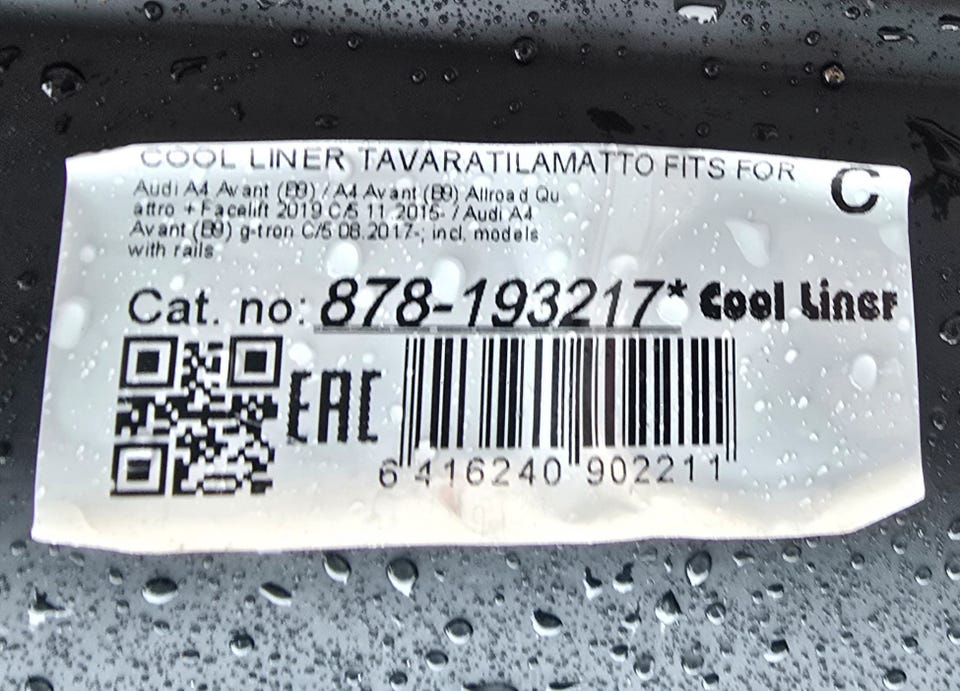 COOL LINER TAVARATILAMATTO FITS FOR
C
Audi A4 Avant (B9) / A4 Avant (B9) Allroad Qu
attro + Facelift 2019 C/5 11.2015- / Audi A4
Avant (B9) g-tron C/5 08.2017-; incl. models
with rails
Cat. no: 878-193217* Cool Liner
EAC
6 416240 902211